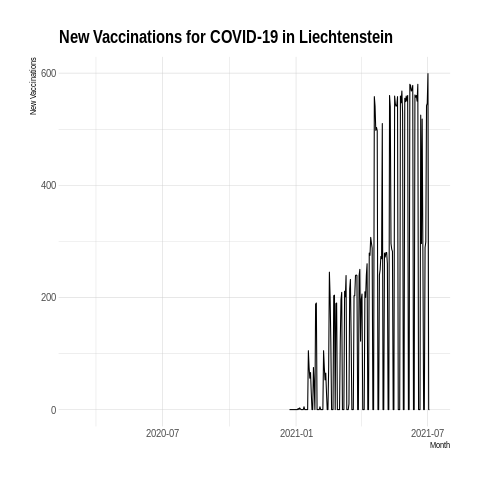 New Vaccinations for COVID-19 in Liechtenstein
New Vaccinations
600
400
200
0
2020-07
2021-01
2021-07
Month